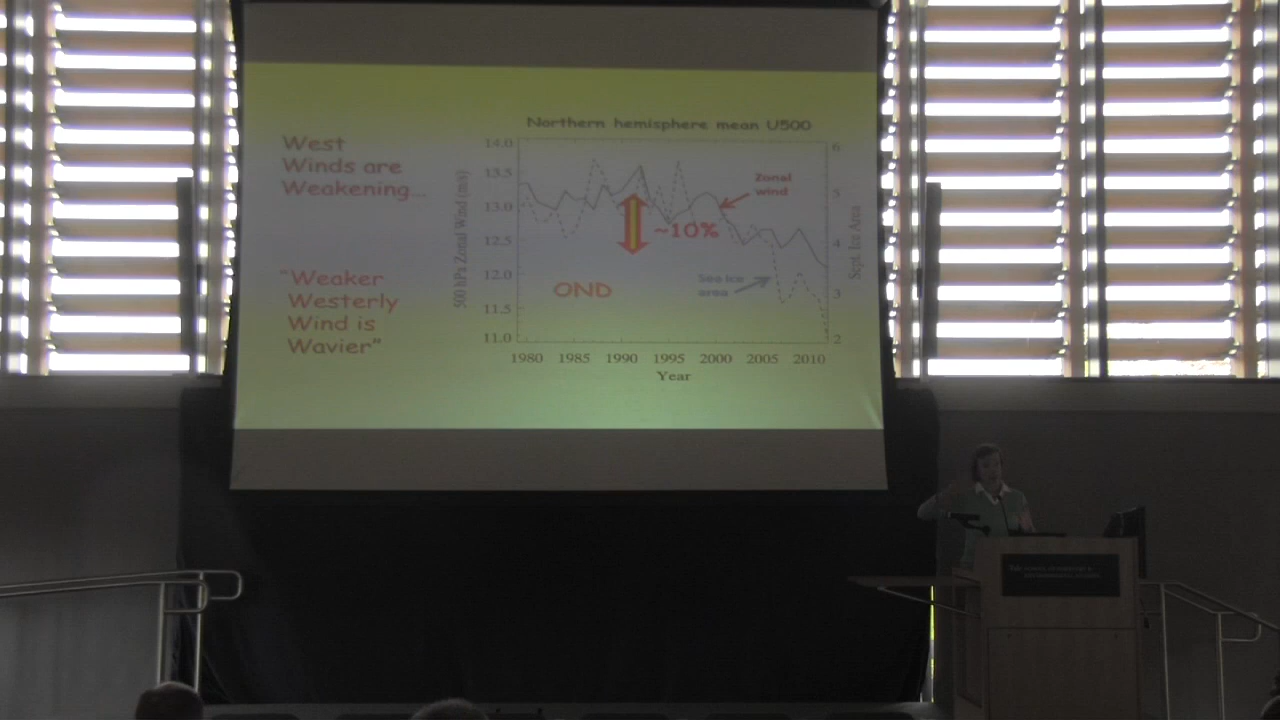 Northern hemisphere mean U500
West
Winds are
Weakening...
"Weaker
Westerly
Wind is
Wavier"
500 hPa Zonal Wind (m/s)
14.0
13.5
13.0
12.5
12.0
11.5
11.0
Zonal
wind
~10%
Sea ice
area
OND
6
5
4
3
2
Sept. Ice Area
1980 1985 1990 1995 2000 2005 2010
Year